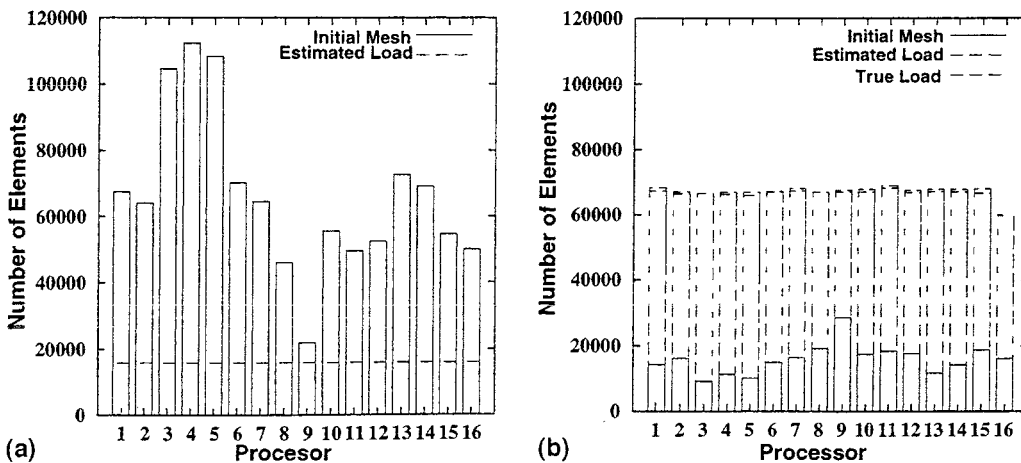 120000
100000
80000
60000
40000
20000
0
Number of Elements
Initial Mesh
Estimated Load
1 2 3 4 5 6 7 8 9 10 11 12 13 14 15 16
Procesor
(a)
120000
100000
80000
60000
40000
20000
0
Number of Elements
Initial Mesh
Estimated Load
True Load
1 2 3 4 5 6 7 8 9 10 11 12 13 14 15 16
Processor
(b)